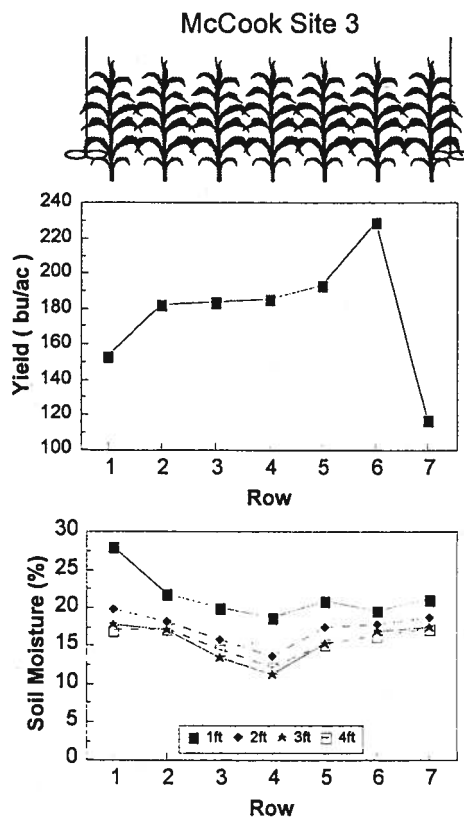 McCook Site 3
Yield ( bu/ac)
240
220
200
180
160
140
120
100
1 2 3 4 5 6 7
Row
Soil Moisture (%)
30
25
20
15
10
5
0
1ft 2ft 3ft 4ft
1 2 3 4 5 6 7
Row